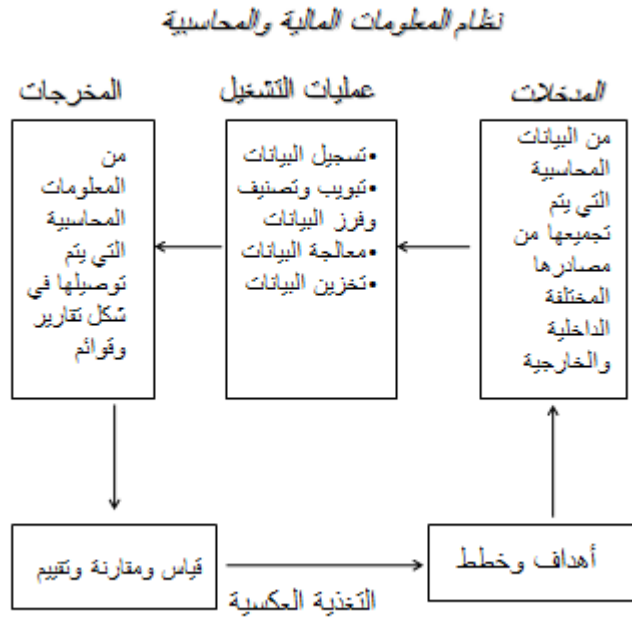 نظام المعلومات المالية والمحاسبية
المدخلات
من البيانات
المحاسبية
التي يتم
تجميعها من
مصادرها
المختلفة
الداخلية
والخارجية
عمليات التشغيل
•تسجيل البيانات
•تبويب وتصنيف
وفرز البيانات
•معالجة البيانات
•تخزين البيانات
المخرجات
من
المعلومات
المحاسبية
التي يتم
توصيلها في
شكل تقارير
وقوائم
قياس ومقارنة وتقييم
التغذية العكسية
أهداف وخطط